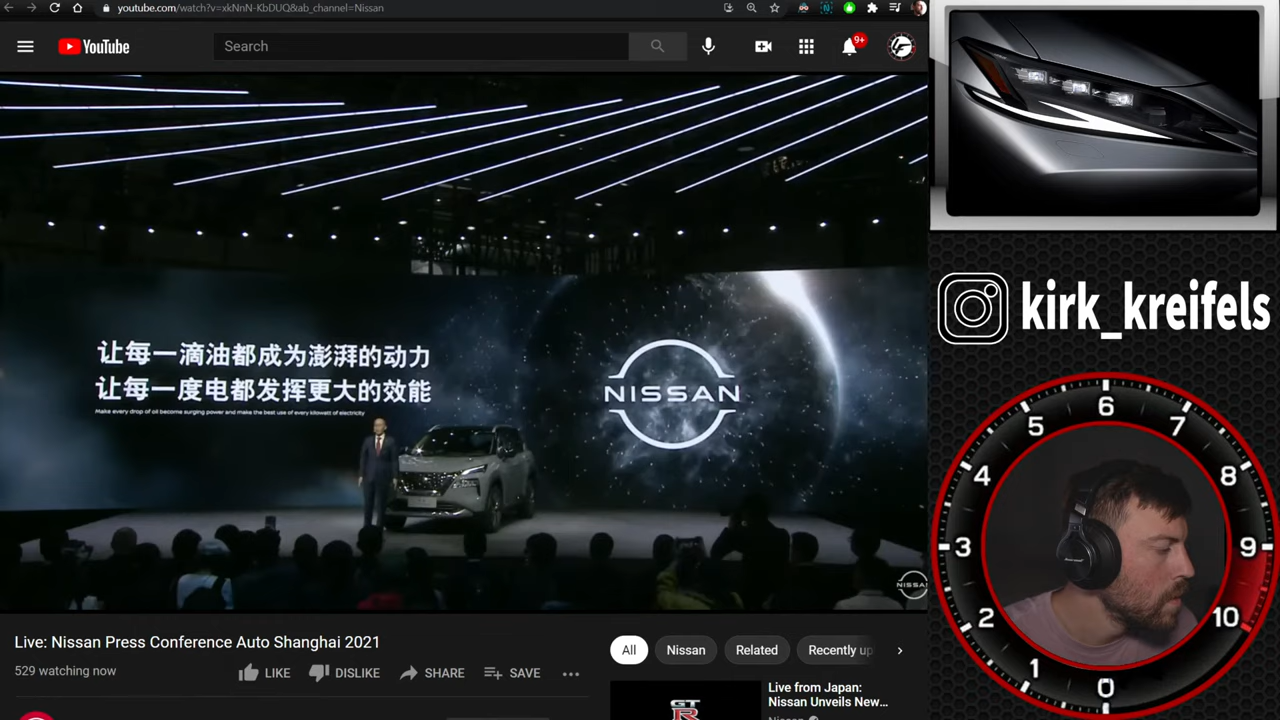 youtube.com/watch?v=xkNnN-KbDUQ&ab_channel=Nissan
YouTube
Search
9+
让每一滴油都成为澎湃的动力
让每一度电都发挥更大的效能
Make every drop of oil become surging power and make the best use of every kilowatt of electricity
NISSAN
NISSAN
Live: Nissan Press Conference Auto Shanghai 2021
529 watching now
LIKE
DISLIKE
SHARE
SAVE
All
Nissan
Related
Recently up
Live from Japan:
Nissan Unveils New...
GT
R
kirk_kreifels
0
1
2
3
4
5
6
7
8
9
10